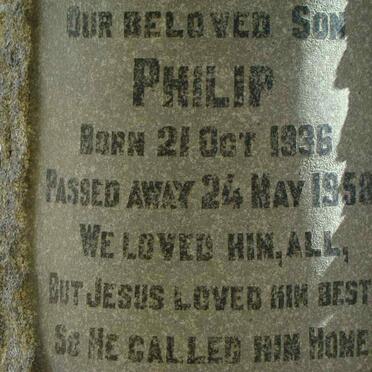 OUR BELOVED SON
PHILIP
BORN 21 OCT 1936
PASSED AWAY 24 MAY 1958
WE LOVED HIM, ALL,
BUT JESUS LOVED HIM BEST
SO HE CALLED HIM HOME